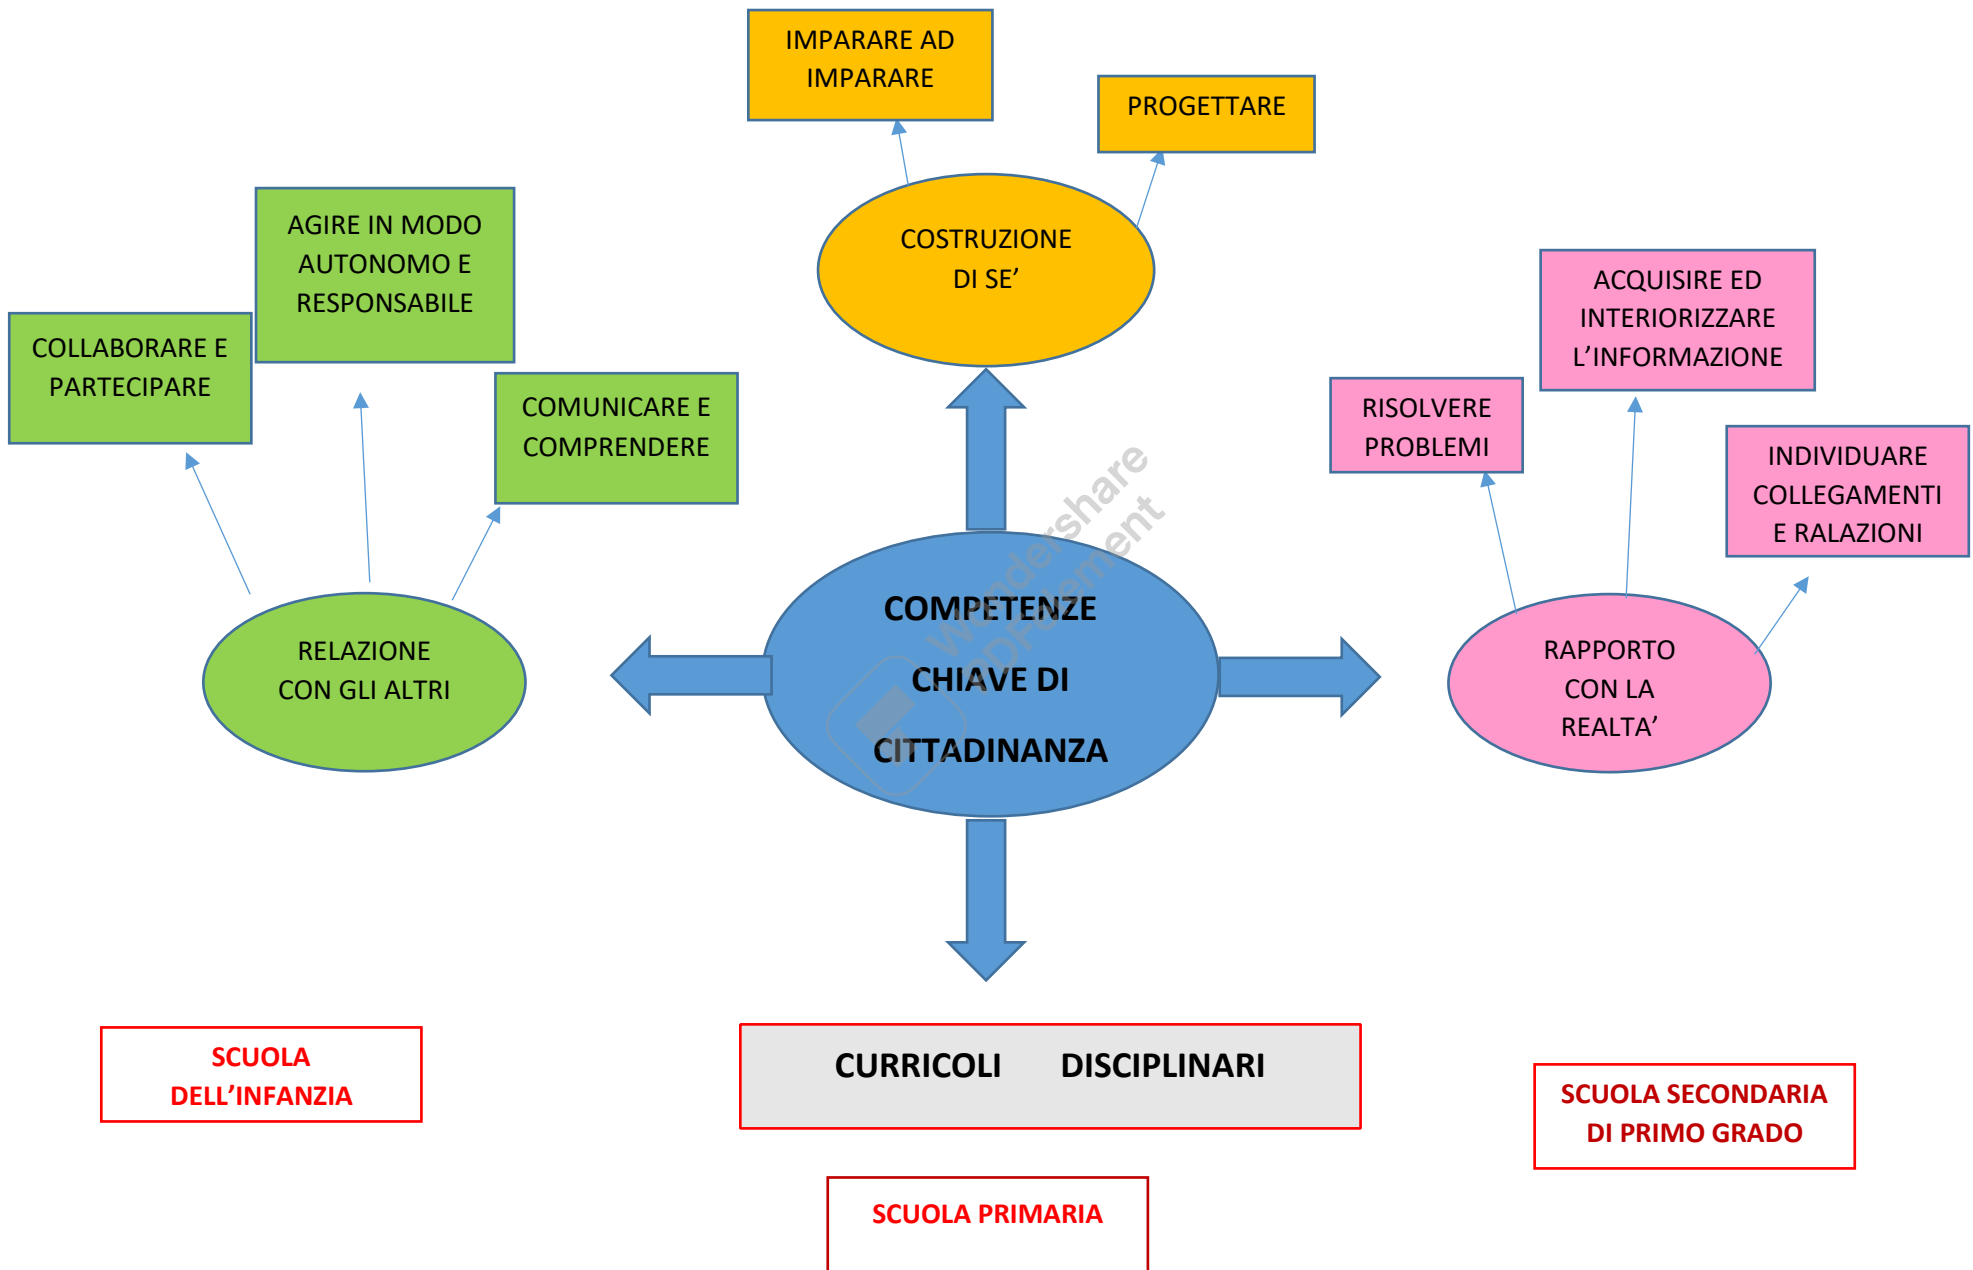 IMPARARE AD
IMPARARE
PROGETTARE
COSTRUZIONE
DI SE’
AGIRE IN MODO
AUTONOMO E
RESPONSABILE
COLLABORARE E
PARTECIPARE
COMUNICARE E
COMPRENDERE
RELAZIONE
CON GLI ALTRI
ACQUISIRE ED
INTERIORIZZARE
L’INFORMAZIONE
RISOLVERE
PROBLEMI
INDIVIDUARE
COLLEGAMENTI
E RALAZIONI
RAPPORTO
CON LA
REALTA’
COMPETENZE
CHIAVE DI
CITTADINANZA
Wondershare
PDFelement
CURRICOLI DISCIPLINARI
SCUOLA
DELL’INFANZIA
SCUOLA SECONDARIA
DI PRIMO GRADO
SCUOLA PRIMARIA